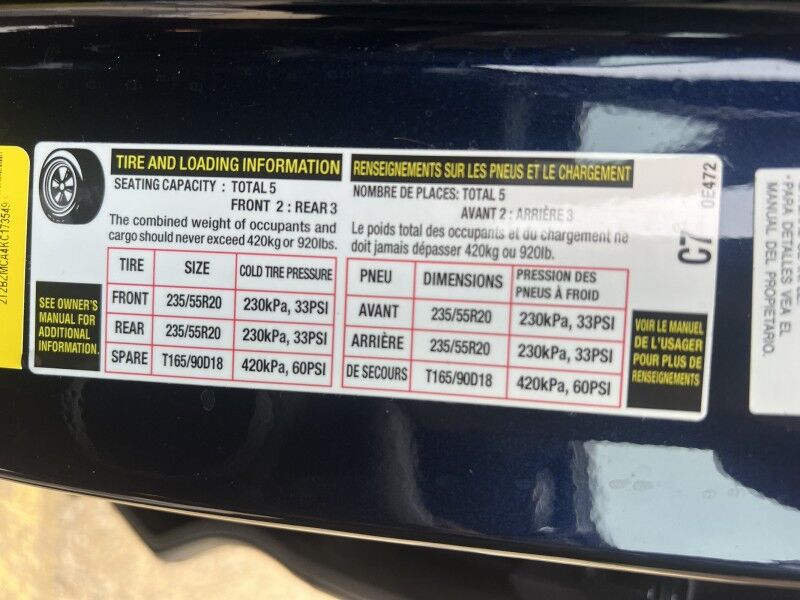 TIRE AND LOADING INFORMATION
SEATING CAPACITY : TOTAL 5
FRONT 2 : REAR 3
The combined weight of occupants and
cargo should never exceed 420kg or 920lbs.
TIRE SIZE COLD TIRE PRESSURE
FRONT 235/55R20 230kPa, 33PSI
REAR 235/55R20 230kPa, 33PSI
SPARE T165/90D18 420kPa, 60PSI
SEE OWNER'S
MANUAL FOR
ADDITIONAL
INFORMATION.
RENSEIGNEMENTS SUR LES PNEUS ET LE CHARGEMENT
NOMBRE DE PLACES: TOTAL 5
AVANT 2 : ARRIÈRE 3
Le poids total des occupants et du chargement ne
doit jamais dépasser 420kg ou 920lb.
PNEU DIMENSIONS PRESSION DES
PNEUS À FROID
AVANT 235/55R20 230kPa, 33PSI
ARRIÈRE 235/55R20 230kPa, 33PSI
DE SECOURS T165/90D18 420kPa, 60PSI
VOIR LE MANUEL
DE L'USAGER
POUR PLUS DE
RENSEIGNEMENTS
C7
0E472
PARA DETALLES VEA EL
MANUAL DEL PROPIETARIO.